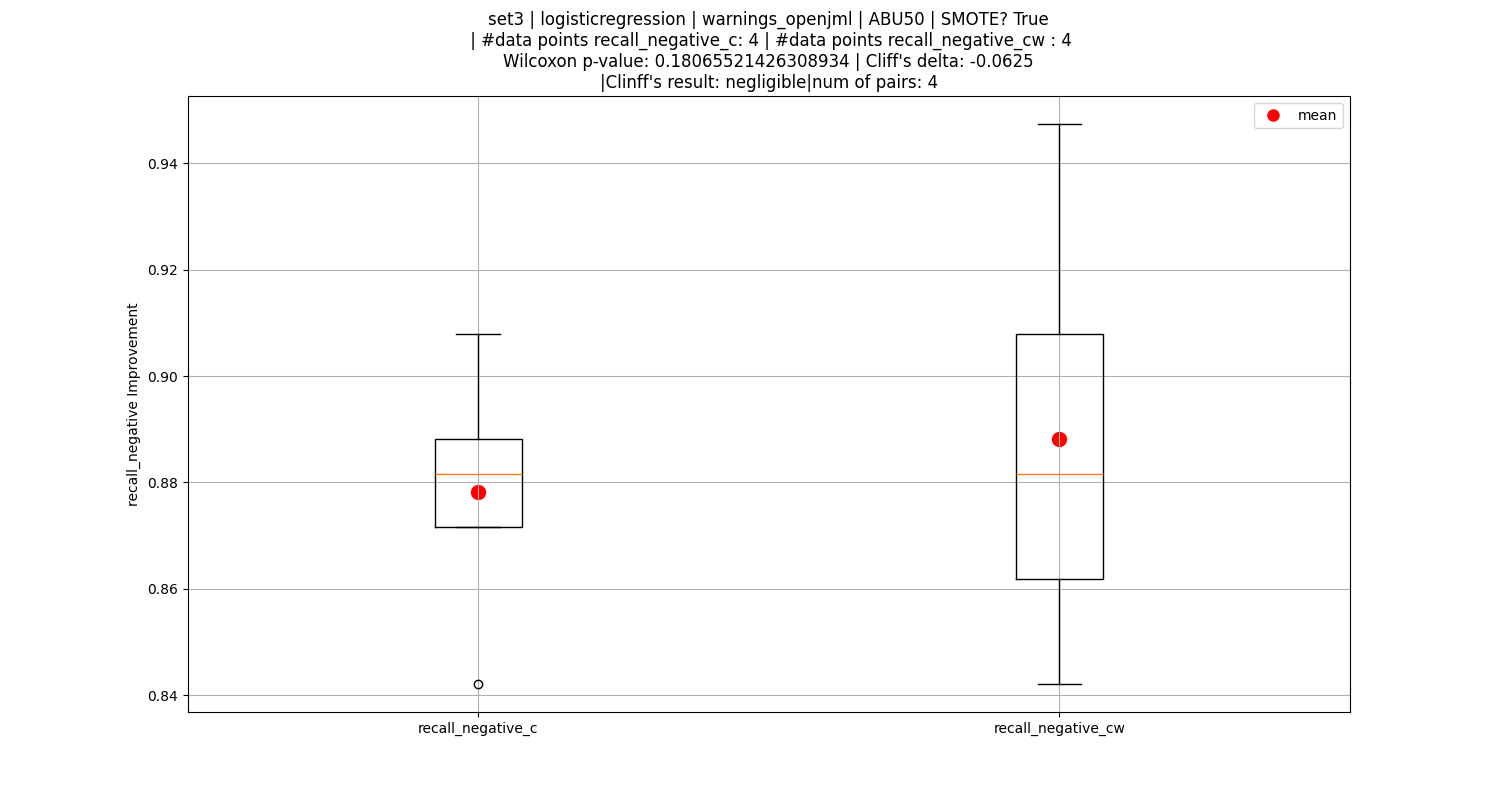 set3 | logisticregression | warnings_openjml | ABU50 | SMOTE? True
| #data points recall_negative_c: 4 | #data points recall_negative_cw : 4
Wilcoxon p-value: 0.18065521426308934 | Cliff's delta: -0.0625
|Clinff's result: negligible|num of pairs: 4
mean
recall_negative Improvement
0.94
0.92
0.90
0.88
0.86
0.84
recall_negative_c
recall_negative_cw